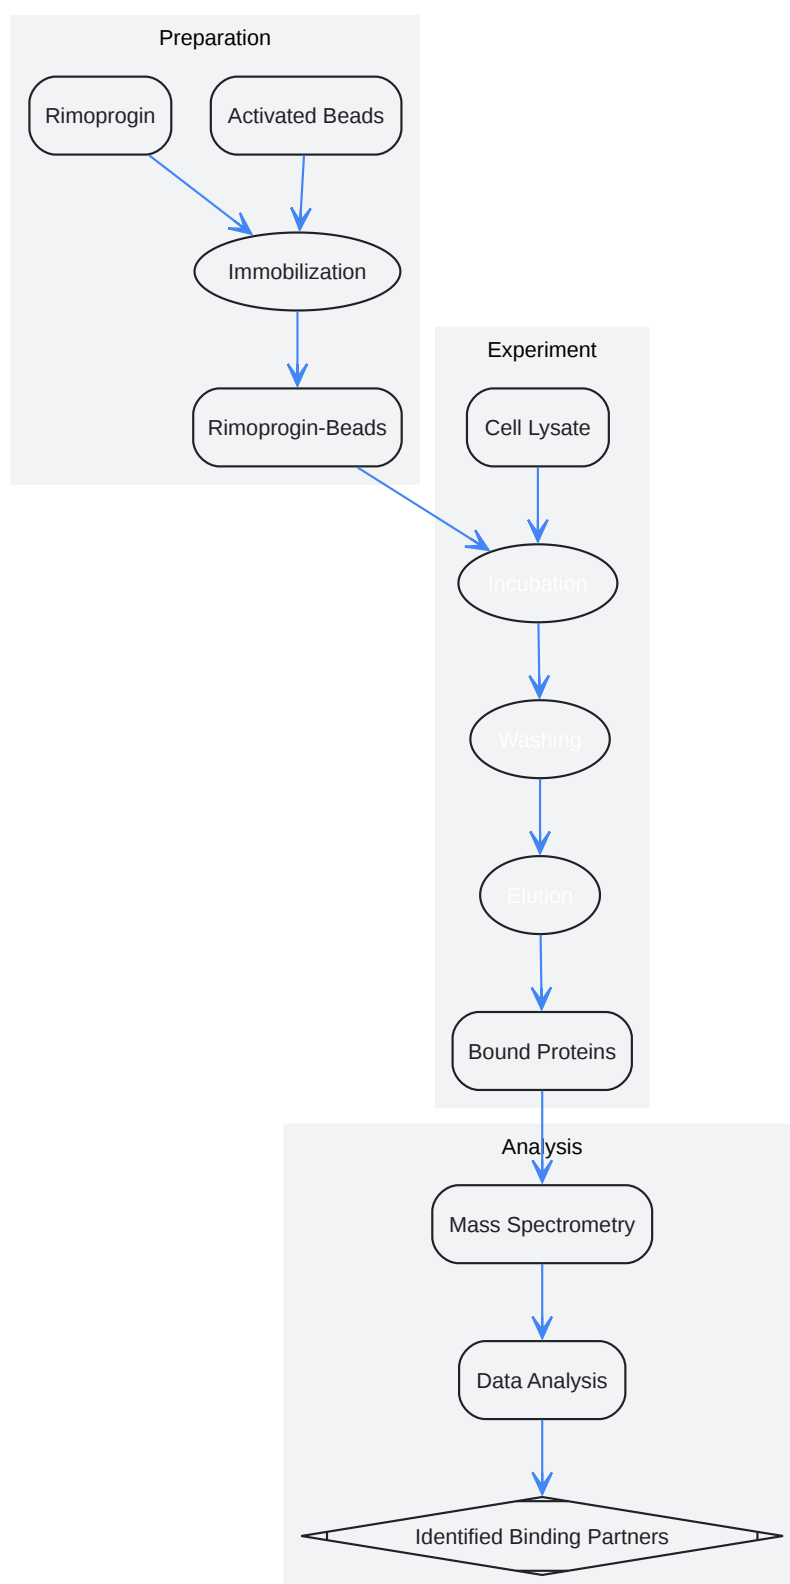 Preparation
Rimoprogin
Activated Beads
Immobilization
Rimoprogin-Beads
Experiment
Cell Lysate
Incubation
Washing
Elution
Bound Proteins
Analysis
Mass Spectrometry
Data Analysis
Identified Binding Partners